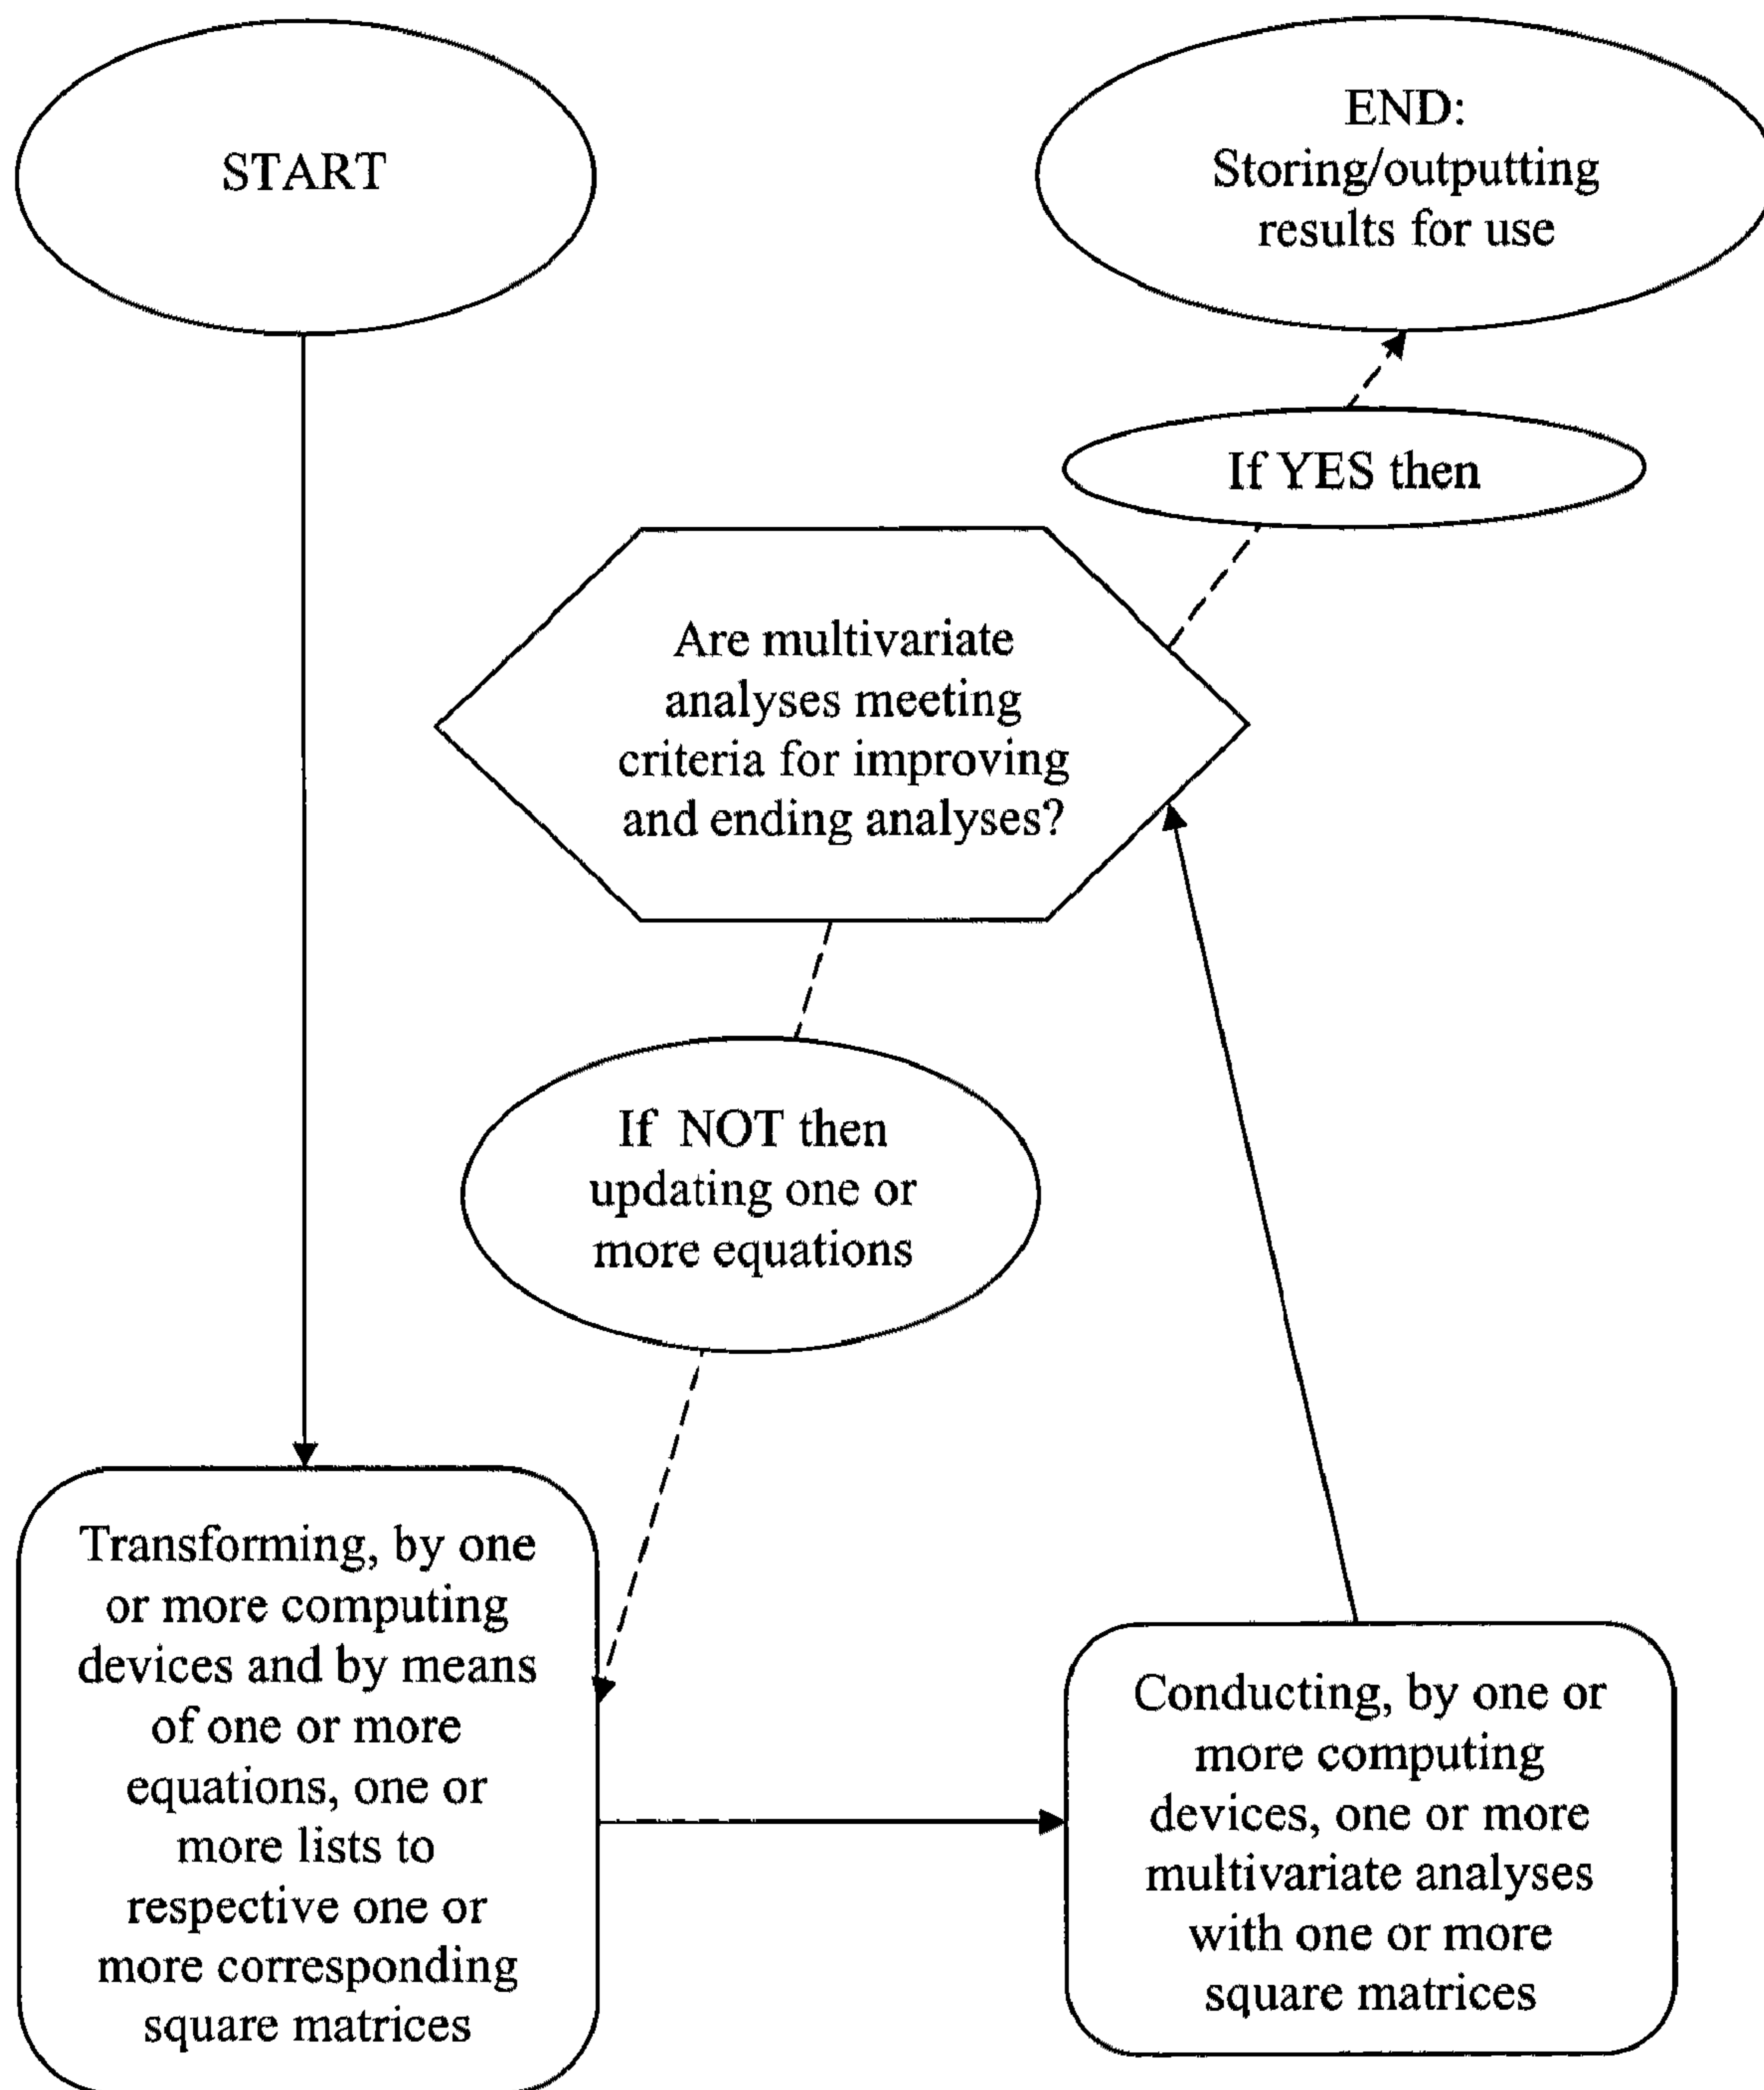 START
END:
Storing/outputting
results for use
If YES then
Are multivariate
analyses meeting
criteria for improving
and ending analyses?
If NOT then
updating one or
more equations
Transforming, by one
or more computing
devices and by means
of one or more
equations, one or
more lists to
respective one or
more corresponding
square matrices
Conducting, by one or
more computing
devices, one or more
multivariate analyses
with one or more
square matrices